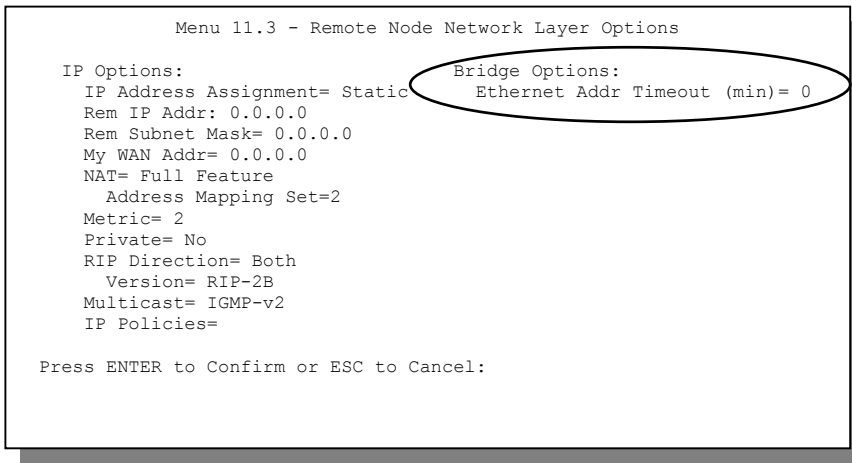 Menu 11.3 - Remote Node Network Layer Options
IP Options:
IP Address Assignment= Static
Rem IP Addr: 0.0.0.0
Rem Subnet Mask= 0.0.0.0
My WAN Addr= 0.0.0.0
NAT= Full Feature
Address Mapping Set=2
Metric= 2
Private= No
RIP Direction= Both
Version= RIP-2B
Multicast= IGMP-v2
IP Policies=
Bridge Options:
Ethernet Addr Timeout (min)= 0
Press ENTER to Confirm or ESC to Cancel: